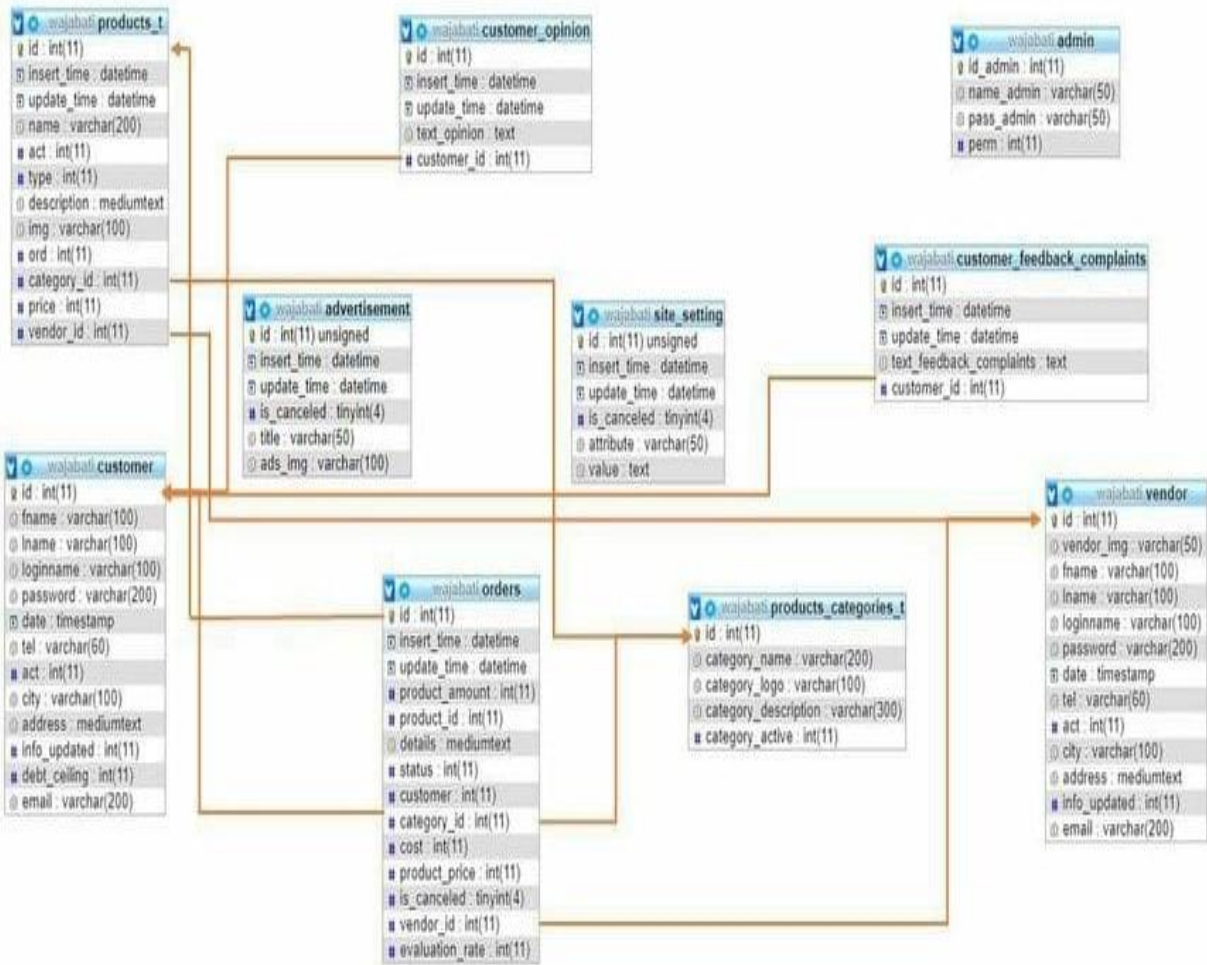 wajabati products_t
id : int(11)
insert_time : datetime
update_time : datetime
name : varchar(200)
act : int(11)
type : int(11)
description : mediumtext
img : varchar(100)
ord : int(11)
category_id : int(11)
price : int(11)
vendor_id : int(11)
wajabati customer_opinion
id : int(11)
insert_time : datetime
update_time : datetime
text_opinion : text
customer_id : int(11)
wajabati admin
id_admin : int(11)
name_admin : varchar(50)
pass_admin : varchar(50)
perm : int(11)
wajabati advertisement
id : int(11) unsigned
insert_time : datetime
update_time : datetime
is_canceled : tinyint(4)
title : varchar(50)
ads_img : varchar(100)
wajabati site_setting
id : int(11) unsigned
insert_time : datetime
update_time : datetime
is_canceled : tinyint(4)
attribute : varchar(50)
value : text
wajabati customer_feedback_complaints
id : int(11)
insert_time : datetime
update_time : datetime
text_feedback_complaints : text
customer_id : int(11)
wajabati customer
id : int(11)
fname : varchar(100)
lname : varchar(100)
loginname : varchar(100)
password : varchar(200)
date : timestamp
tel : varchar(60)
act : int(11)
city : varchar(100)
address : mediumtext
info_updated : int(11)
debt_ceiling : int(11)
email : varchar(200)
wajabati orders
id : int(11)
insert_time : datetime
update_time : datetime
product_amount : int(11)
product_id : int(11)
details : mediumtext
status : int(11)
customer : int(11)
category_id : int(11)
cost : int(11)
product_price : int(11)
is_canceled : tinyint(4)
vendor_id : int(11)
evaluation_rate : int(11)
wajabati products_categories_t
id : int(11)
category_name : varchar(200)
category_logo : varchar(100)
category_description : varchar(300)
category_active : int(11)
wajabati vendor
id : int(11)
vendor_img : varchar(50)
fname : varchar(100)
lname : varchar(100)
loginname : varchar(100)
password : varchar(200)
date : timestamp
tel : varchar(60)
act : int(11)
city : varchar(100)
address : mediumtext
info_updated : int(11)
email : varchar(200)